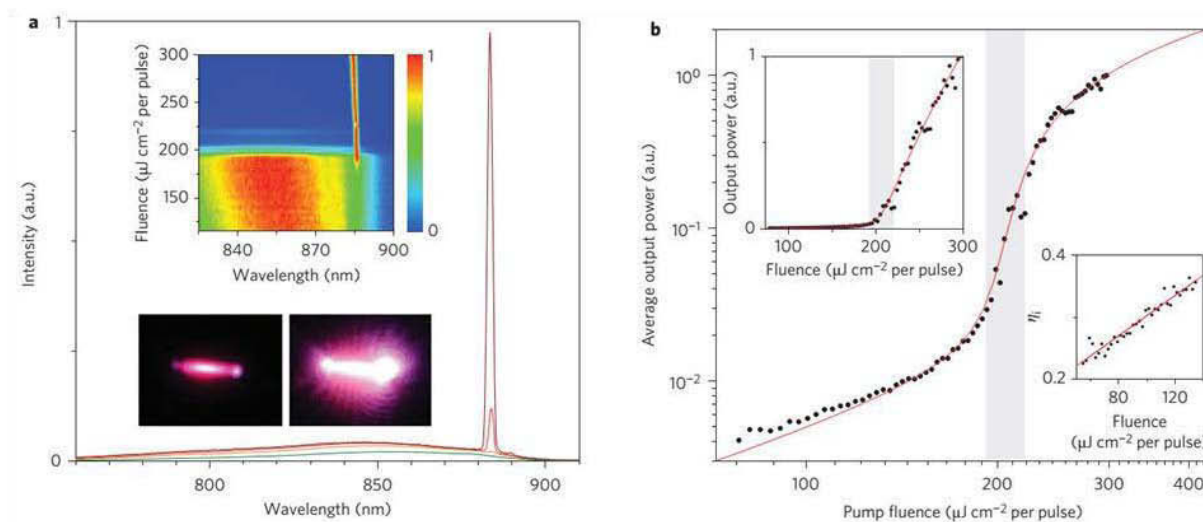 a
1
Intensity (a.u.)
0
800
850
900
Wavelength (nm)
Fluence (μJ cm⁻² per pulse)
300
250
200
150
840
870
900
Wavelength (nm)
1
0
b
Average output power (a.u.)
10⁰
10⁻¹
10⁻²
100
200
300
400
Pump fluence (μJ cm⁻² per pulse)
Output power (a.u.)
1
0
100
200
300
Fluence (μJ cm⁻² per pulse)
ηi
0.4
0.2
80
120
Fluence
(μJ cm⁻² per pulse)